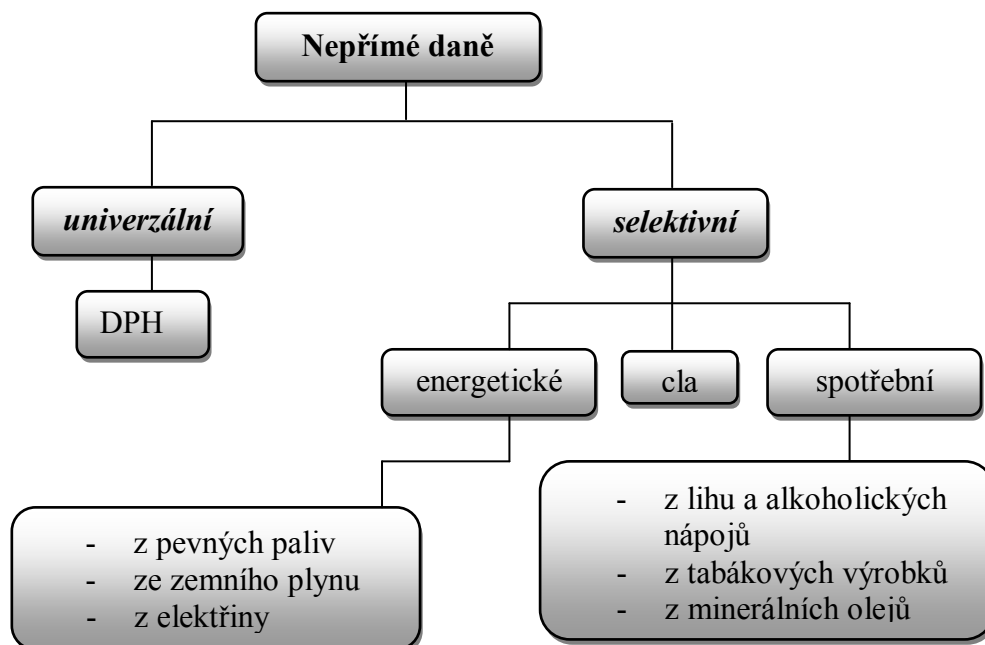 Nepřímé daně
univerzální
selektivní
DPH
energetické
cla
spotřební
- z pevných paliv
- ze zemního plynu
- z elektřiny
- z lihu a alkoholických
nápojů
- z tabákových výrobků
- z minerálních olejů